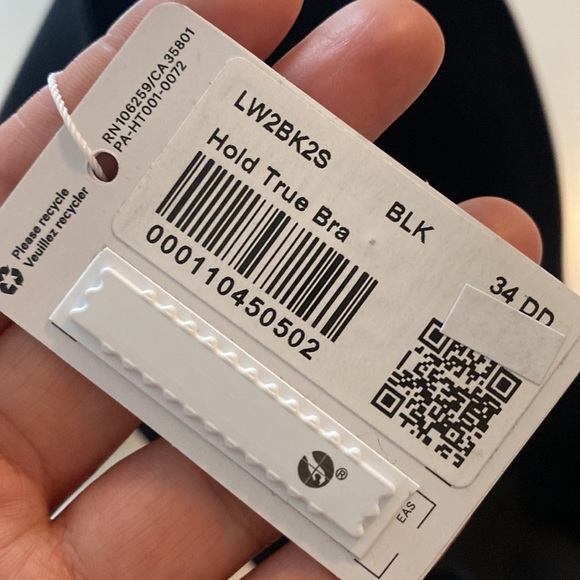 RN106259/CA35801
PA-HT001-0072
Please recycle
Veuillez recycler
LW2BK2S
BLK
Hold True Bra
34 DD
000110450502
®
EAS